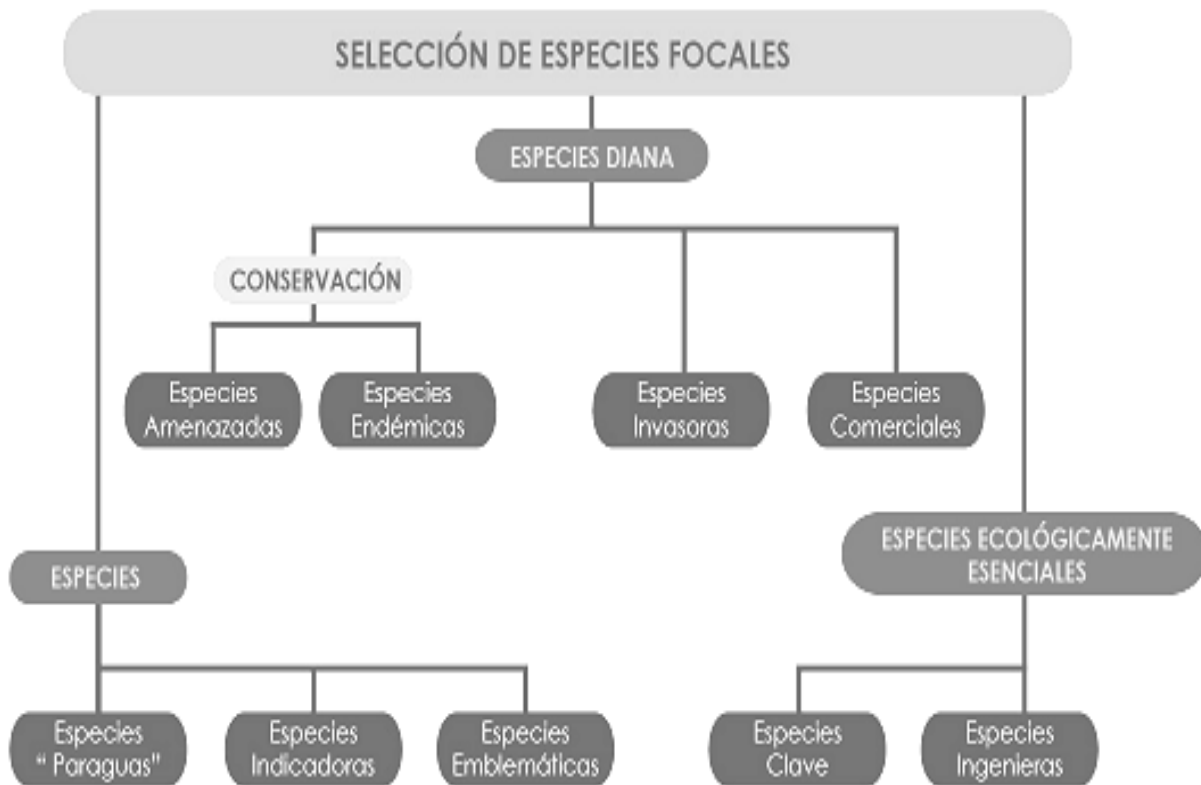 SELECCIÓN DE ESPECIES FOCALES
ESPECIES DIANA
CONSERVACIÓN
Especies
Amenazadas
Especies
Endémicas
Especies
Invasoras
Especies
Comerciales
ESPECIES
ESPECIES ECOLÓGICAMENTE
ESENCIALES
Especies
" Paraguas"
Especies
Indicadoras
Especies
Emblemáticas
Especies
Clave
Especies
Ingenieras